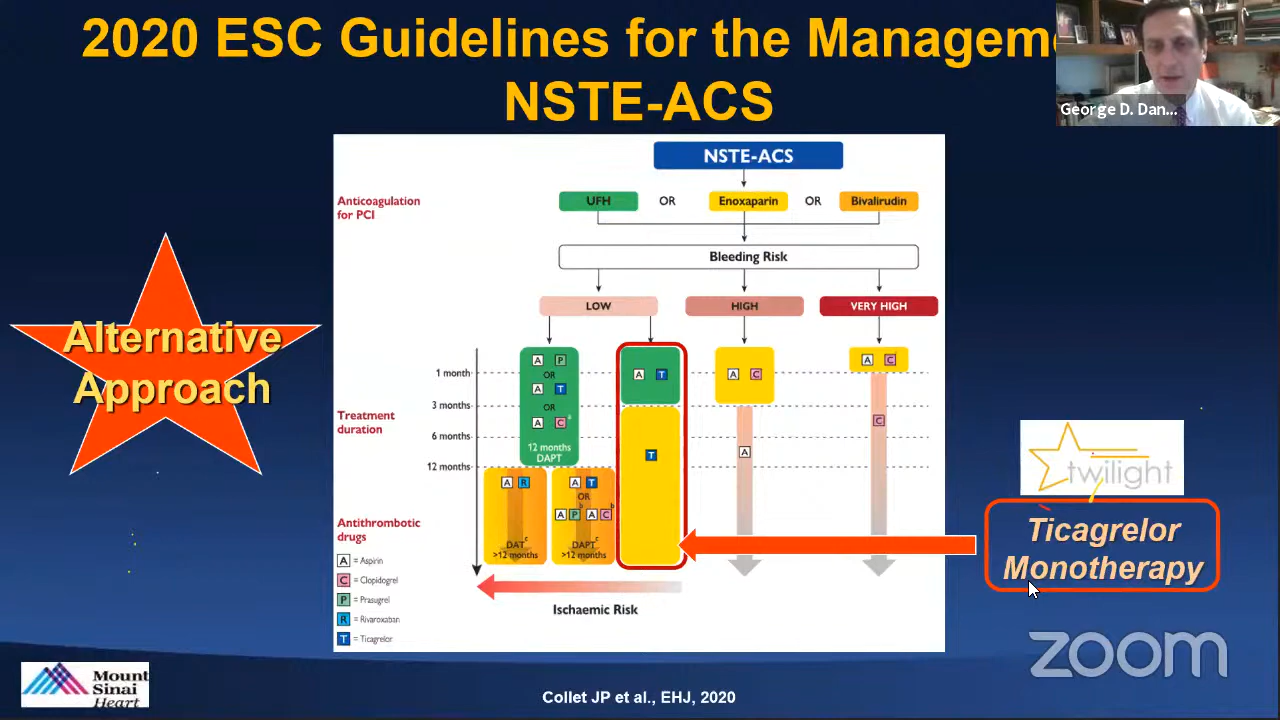 2020 ESC Guidelines for the Managem
NSTE-ACS
George D. Dan...
NSTE-ACS
Anticoagulation
for PCI
UFH OR Enoxaparin OR Bivalirudin
Bleeding Risk
LOW HIGH VERY HIGH
Alternative
Approach
Treatment
duration
1 month
3 months
6 months
12 months
A P
OR
A T
OR
A C a
12 months
DAPT
A T
T
A C
A
A C
C
A R
DAT c
>12 months
A T
OR
A P b A C b
DAPT c
>12 months
Antithrombotic
drugs
A = Aspirin
C = Clopidogrel
P = Prasugrel
R = Rivaroxaban
T = Ticagrelor
Ischaemic Risk
twilight
Ticagrelor
Monotherapy
zoom
Mount
Sinai
Heart
Collet JP et al., EHJ, 2020